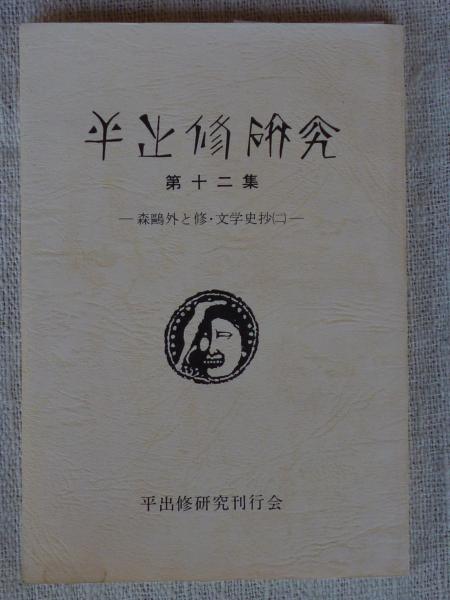 平出修研究
第十二集
—森鷗外と修・文学史抄㈡—
平出修研究刊行会